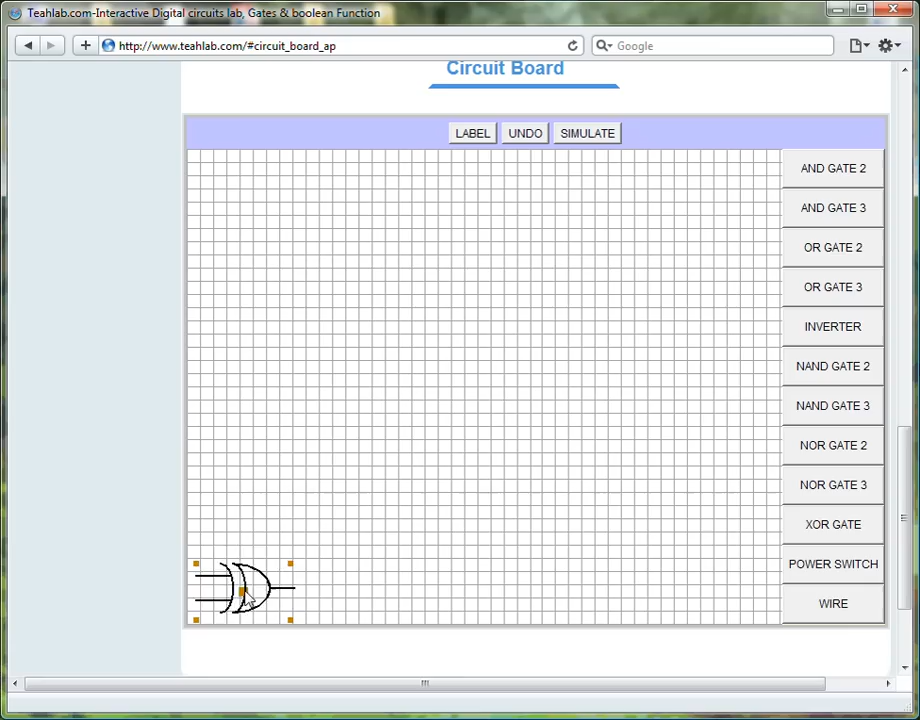 Teahlab.com-Interactive Digital circuits lab, Gates & boolean Function
http://www.teahlab.com/#circuit_board_ap
Google
Circuit Board
LABEL UNDO SIMULATE
AND GATE 2
AND GATE 3
OR GATE 2
OR GATE 3
INVERTER
NAND GATE 2
NAND GATE 3
NOR GATE 2
NOR GATE 3
XOR GATE
POWER SWITCH
WIRE